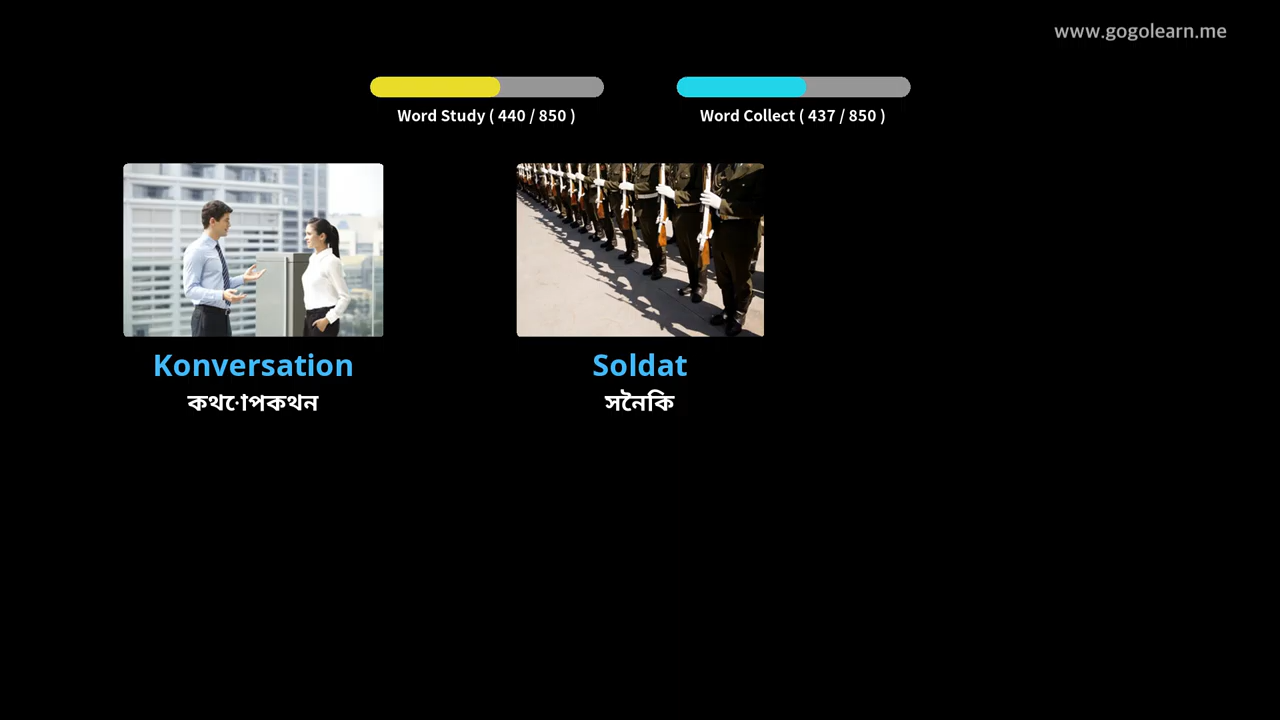 www.gogolearn.me
Word Study ( 440 / 850 )
Word Collect ( 437 / 850 )
Konversation
কথোপকথন
Soldat
সৈনিক